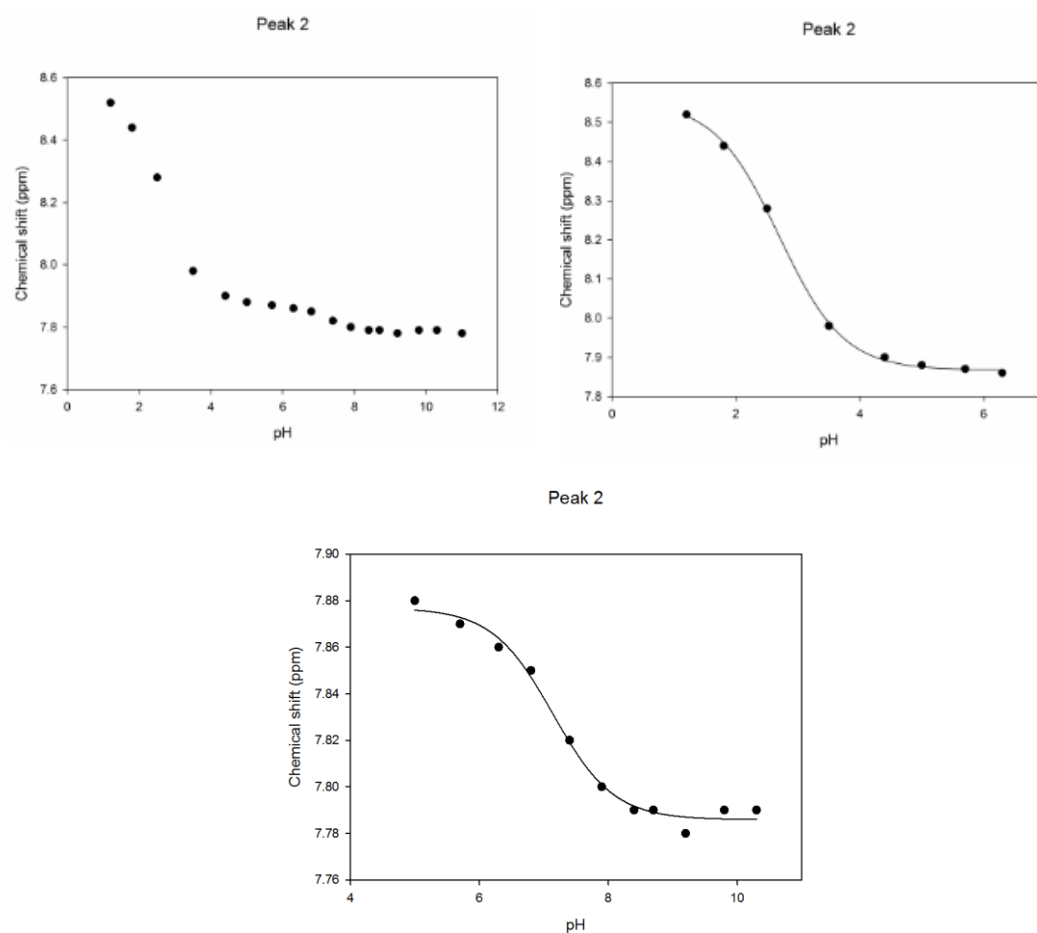 Peak 2
8.6
8.4
8.2
8.0
7.8
7.6
Chemical shift (ppm)
0 2 4 6 8 10 12
pH
Peak 2
8.6
8.5
8.4
8.3
8.2
8.1
8.0
7.9
7.8
Chemical shift (ppm)
0 2 4 6
pH
Peak 2
7.90
7.88
7.86
7.84
7.82
7.80
7.78
7.76
Chemical shift (ppm)
4 6 8 10
pH